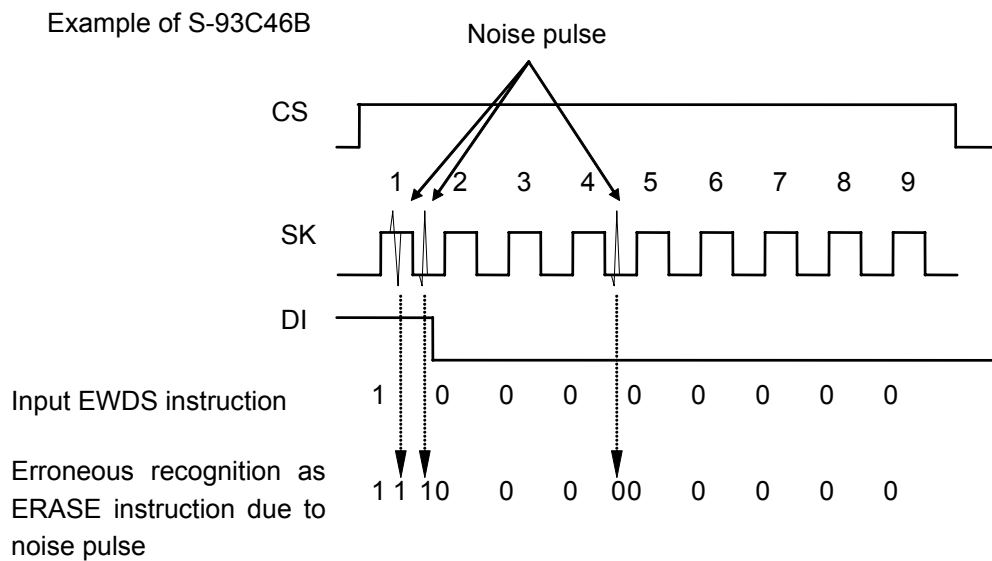 Example of S-93C46B
Noise pulse
CS
1 2 3 4 5 6 7 8 9
SK
DI
Input EWDS instruction 1 0 0 0 0 0 0 0 0
Erroneous recognition as
ERASE instruction due to
noise pulse
1 1 10 0 0 00 0 0 0 0